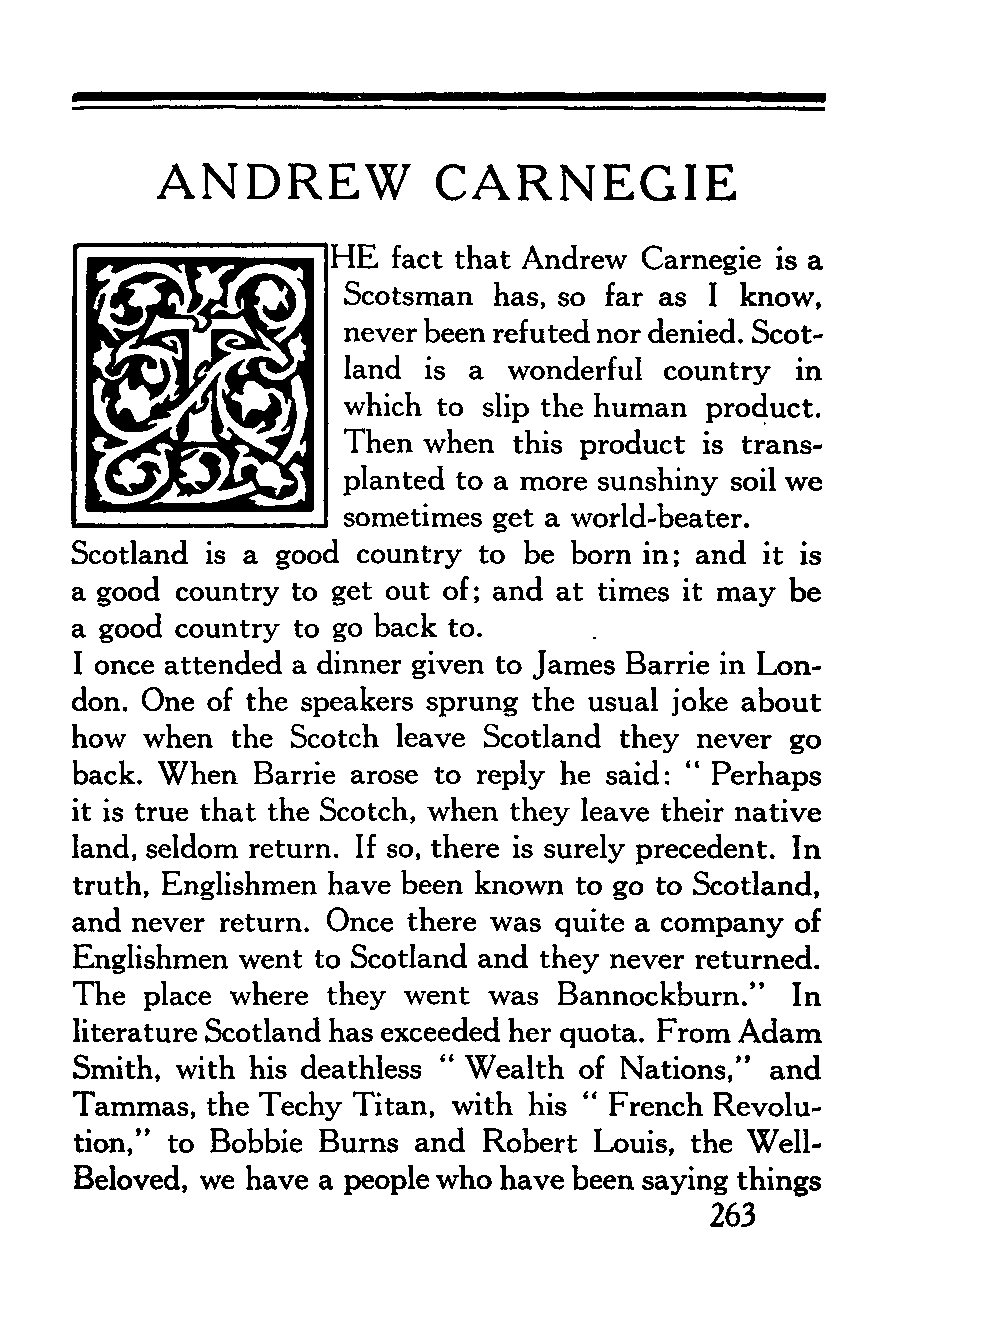 ANDREW CARNEGIE
THE fact that Andrew Carnegie is a
Scotsman has, so far as I know,
never been refuted nor denied. Scot-
land is a wonderful country in
which to slip the human product.
Then when this product is trans-
planted to a more sunshiny soil we
sometimes get a world-beater.
Scotland is a good country to be born in; and it is
a good country to get out of; and at times it may be
a good country to go back to.
I once attended a dinner given to James Barrie in Lon-
don. One of the speakers sprung the usual joke about
how when the Scotch leave Scotland they never go
back. When Barrie arose to reply he said: “ Perhaps
it is true that the Scotch, when they leave their native
land, seldom return. If so, there is surely precedent. In
truth, Englishmen have been known to go to Scotland,
and never return. Once there was quite a company of
Englishmen went to Scotland and they never returned.
The place where they went was Bannockburn.” In
literature Scotland has exceeded her quota. From Adam
Smith, with his deathless “ Wealth of Nations,” and
Tammas, the Techy Titan, with his “ French Revolu-
tion,” to Bobbie Burns and Robert Louis, the Well-
Beloved, we have a people who have been saying things
263